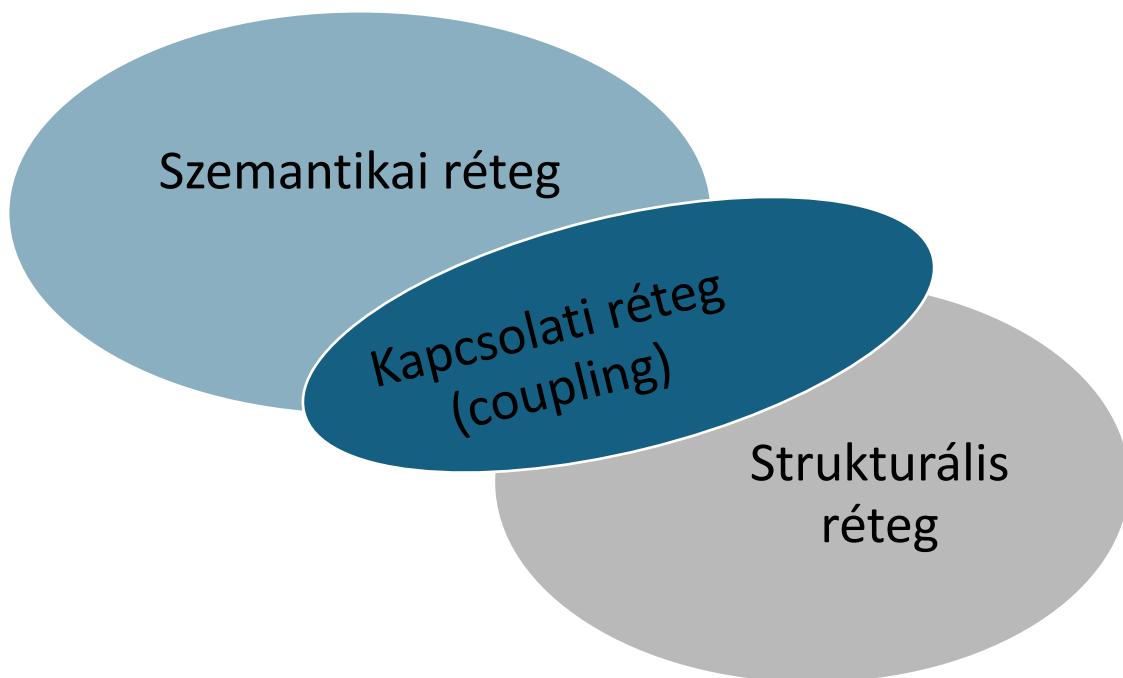 Szemantikai réteg
Kapcsolati réteg
(coupling)
Strukturális
réteg